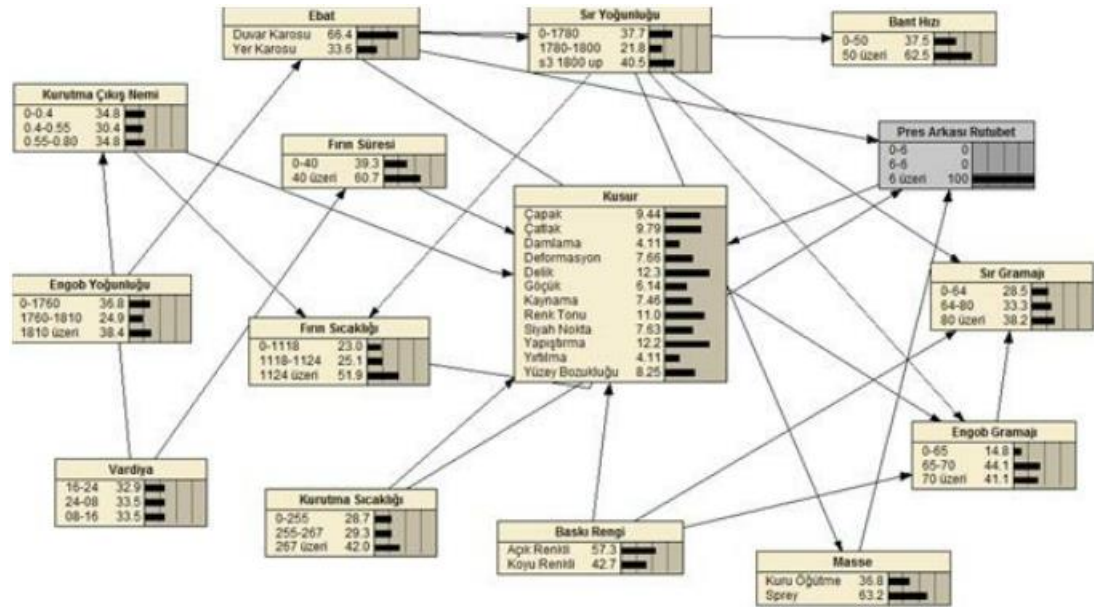 Ebat
Duvar Karosu 66.4
Yer Karosu 33.6
Sır Yoğunluğu
0-1780 37.7
1780-1800 21.8
s3 1800 up 40.5
Bant Hızı
0-50 37.5
50 üzeri 62.5
Kurutma Çıkış Nemi
0-0.4 34.8
0.4-0.55 30.4
0.55-0.80 34.8
Fırın Süresi
0-40 39.3
40 üzeri 60.7
Pres Arkası Rutubet
0-6 0
6-6 0
6 üzeri 100
Kusur
Çapak 9.44
Çatlak 9.79
Damlama 4.11
Deformasyon 7.66
Delik 12.3
Göçük 6.14
Kaynama 7.46
Renk Tonu 11.0
Siyah Nokta 7.63
Yapıştırma 12.2
Yırtılma 4.11
Yüzey Bozukluğu 8.25
Engob Yoğunluğu
0-1760 36.8
1760-1810 24.9
1810 üzeri 38.4
Sır Gramajı
0-64 28.5
64-80 33.3
80 üzeri 38.2
Fırın Sıcaklığı
0-1118 23.0
1118-1124 25.1
1124 üzeri 51.9
Engob Gramajı
0-65 14.8
65-70 44.1
70 üzeri 41.1
Vardiya
16-24 32.9
24-08 33.5
08-16 33.5
Kurutma Sıcaklığı
0-255 28.7
255-267 29.3
267 üzeri 42.0
Baskı Rengi
Açık Renkli 57.3
Koyu Renkli 42.7
Masse
Kuru Öğütme 36.8
Sprey 63.2